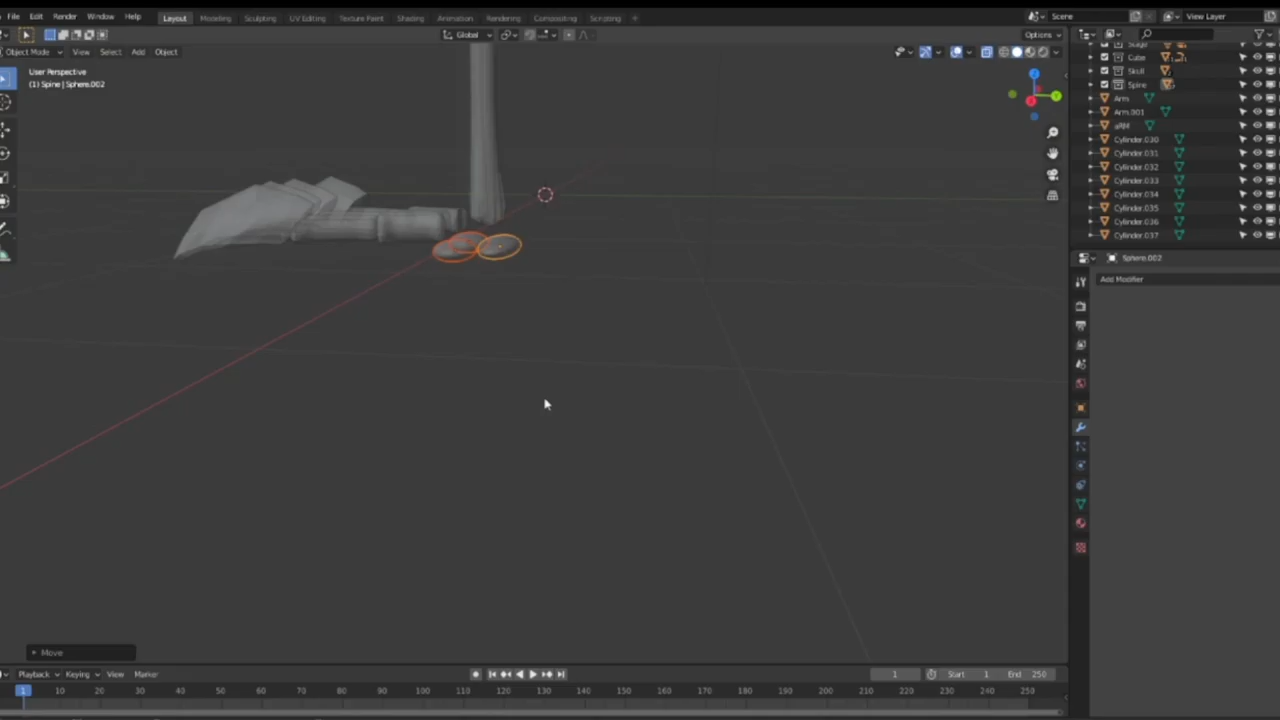 File Edit Render Window Help Layout Modeling Sculpting UV Editing Texture Paint Shading Animation Rendering Compositing Scripting + Scene View Layer
Global Options
Object Mode View Select Add Object
User Perspective
(1) Spine | Sphere.002
Cube
Skull
Spine
Arm
Arm.001
aRM
Cylinder.030
Cylinder.031
Cylinder.032
Cylinder.033
Cylinder.034
Cylinder.035
Cylinder.036
Cylinder.037
Sphere.002
Add Modifier
Move
Playback Keying View Marker 1 Start 1 End 250
1 10 20 30 40 50 60 70 80 90 100 110 120 130 140 150 160 170 180 190 200 210 220 230 240 250